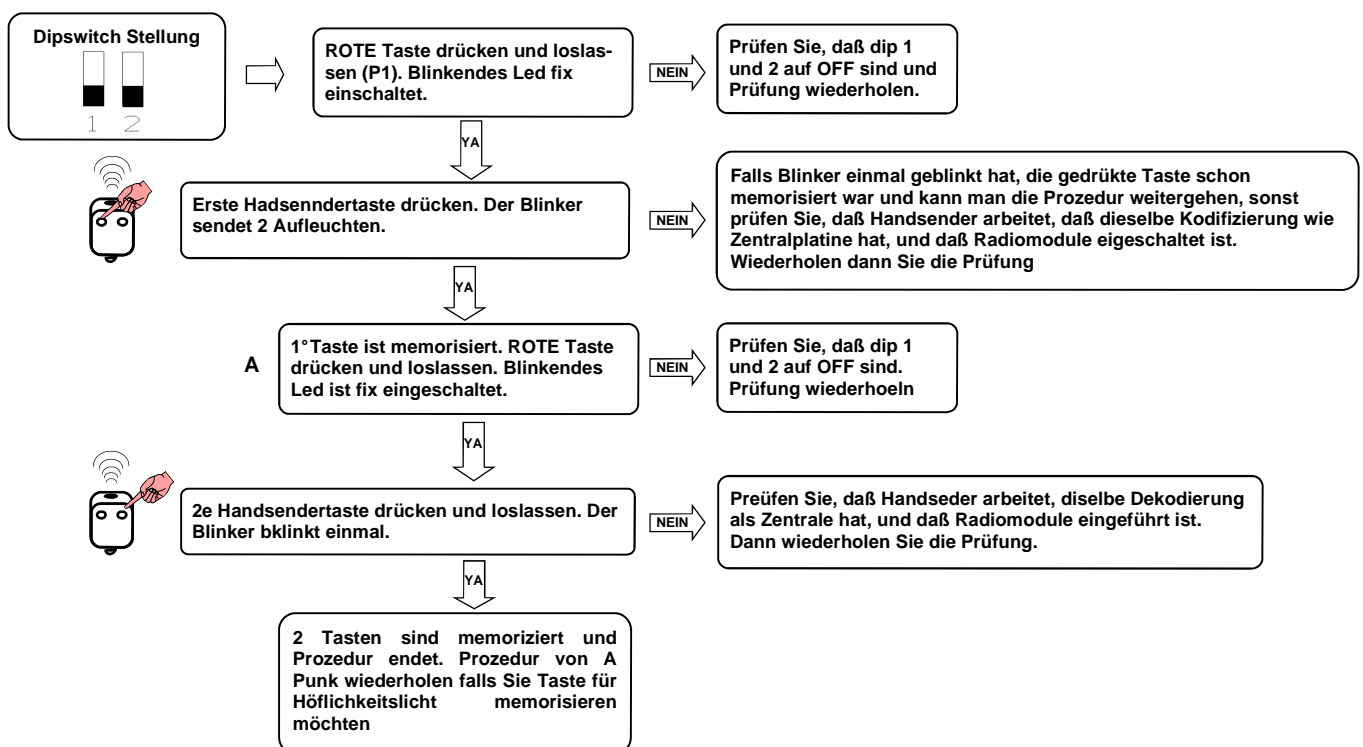 Dipswitch Stellung
1 2
ROTE Taste drücken und loslas-
sen (P1). Blinkendes Led fix
einschaltet.
NEIN
Prüfen Sie, daß dip 1
und 2 auf OFF sind und
Prüfung wiederholen.
YA
Erste Hadsenndertaste drücken. Der Blinker
sendet 2 Aufleuchten.
NEIN
Falls Blinker einmal geblinkt hat, die gedrükte Taste schon
memorisiert war und kann man die Prozedur weitergehen, sonst
prüfen Sie, daß Handsender arbeitet, daß dieselbe Kodifizierung wie
Zentralplatine hat, und daß Radiomodule eigeschaltet ist.
Wiederholen dann Sie die Prüfung
YA
A
1°Taste ist memorisiert. ROTE Taste
drücken und loslassen. Blinkendes
Led ist fix eingeschaltet.
NEIN
Prüfen Sie, daß dip 1
und 2 auf OFF sind.
Prüfung wiederhoeln
YA
2e Handsendertaste drücken und loslassen. Der
Blinker bklinkt einmal.
NEIN
Preüfen Sie, daß Handseder arbeitet, diselbe Dekodierung
als Zentrale hat, und daß Radiomodule eingeführt ist.
Dann wiederholen Sie die Prüfung.
YA
2 Tasten sind memoriziert und
Prozedur endet. Prozedur von A
Punk wiederholen falls Sie Taste für
Höflichkeitslicht memorisieren
möchten